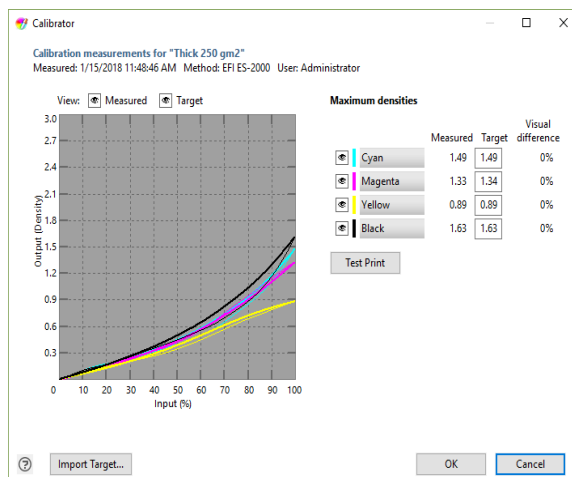 Calibrator
Calibration measurements for "Thick 250 gm2"
Measured: 1/15/2018 11:48:46 AM Method: EFI ES-2000 User: Administrator
View: Measured Target
3.0
2.7
2.4
2.1
1.8
1.5
1.2
0.9
0.6
0.3
Output (Density)
0 10 20 30 40 50 60 70 80 90 100
Input (%)
Maximum densities
Visual
Measured Target difference
Cyan 1.49 1.49 0%
Magenta 1.33 1.34 0%
Yellow 0.89 0.89 0%
Black 1.63 1.63 0%
Test Print
? Import Target... OK Cancel